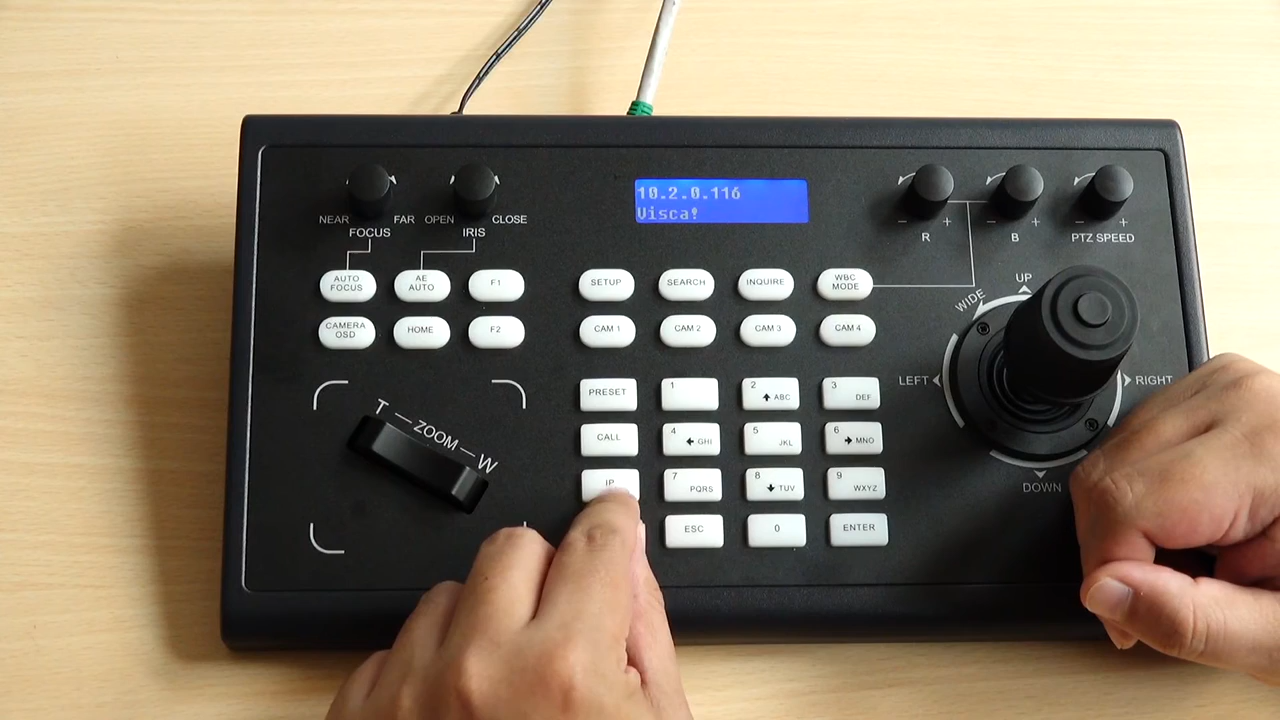 10.2.0.116
Visca!
NEAR FAR
FOCUS
OPEN CLOSE
IRIS
- + R
- + B
- + PTZ SPEED
AUTO FOCUS
AE AUTO
F1
SETUP
SEARCH
INQUIRE
WBC MODE
CAMERA OSD
HOME
F2
CAM 1
CAM 2
CAM 3
CAM 4
UP
WIDE
LEFT
RIGHT
DOWN
T — ZOOM — W
PRESET
1
2 ABC
3 DEF
CALL
4 GHI
5 JKL
6 MNO
IP
7 PQRS
8 TUV
9 WXYZ
ESC
0
ENTER